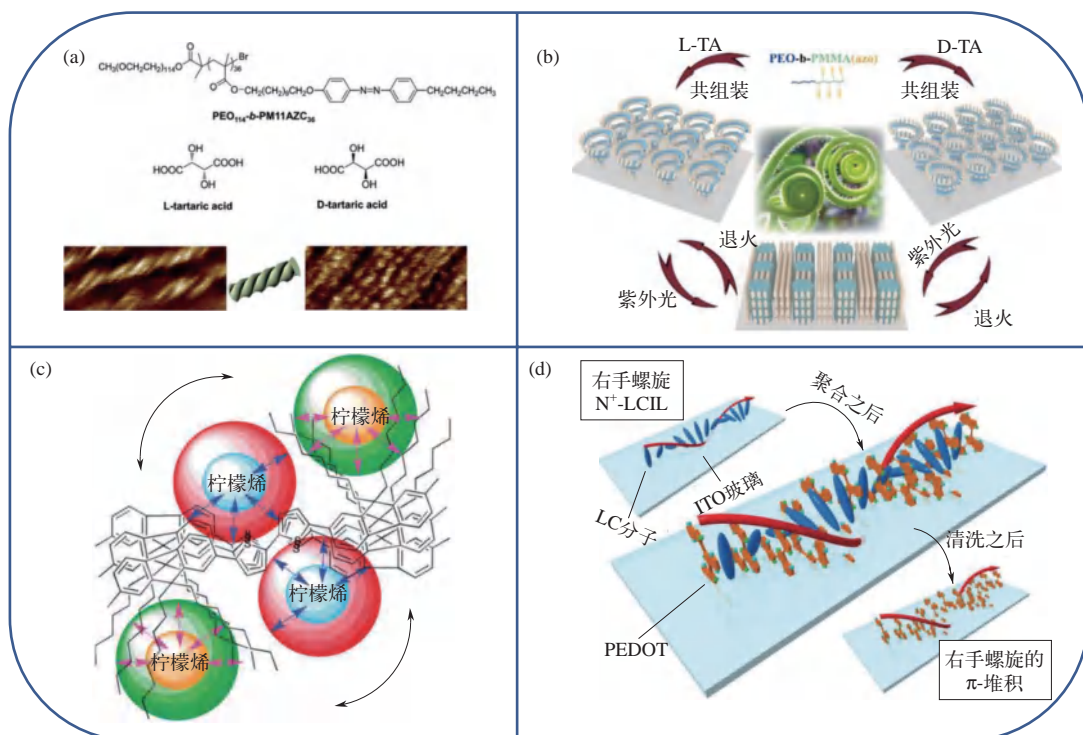 (a)
CH₃(OCH₂CH₂)₁₁₄O
O
Br
36
O
OCH₂(CH₂)₉CH₂O
N=N
CH₂CH₂CH₂CH₃
PEO₁₁₄-b-PM11AZC₃₆
OH
HOOC
COOH
OH
L-tartaric acid
OH
HOOC
COOH
OH
D-tartaric acid
(b)
L-TA
PEO-b-PMMA(azo)
D-TA
共组装
共组装
退火
紫外光
紫外光
退火
(c)
柠檬烯
柠檬烯
S
S
柠檬烯
柠檬烯
(d)
右手螺旋
N⁺-LCIL
聚合之后
ITO玻璃
LC分子
清洗之后
PEDOT
右手螺旋的
π-堆积